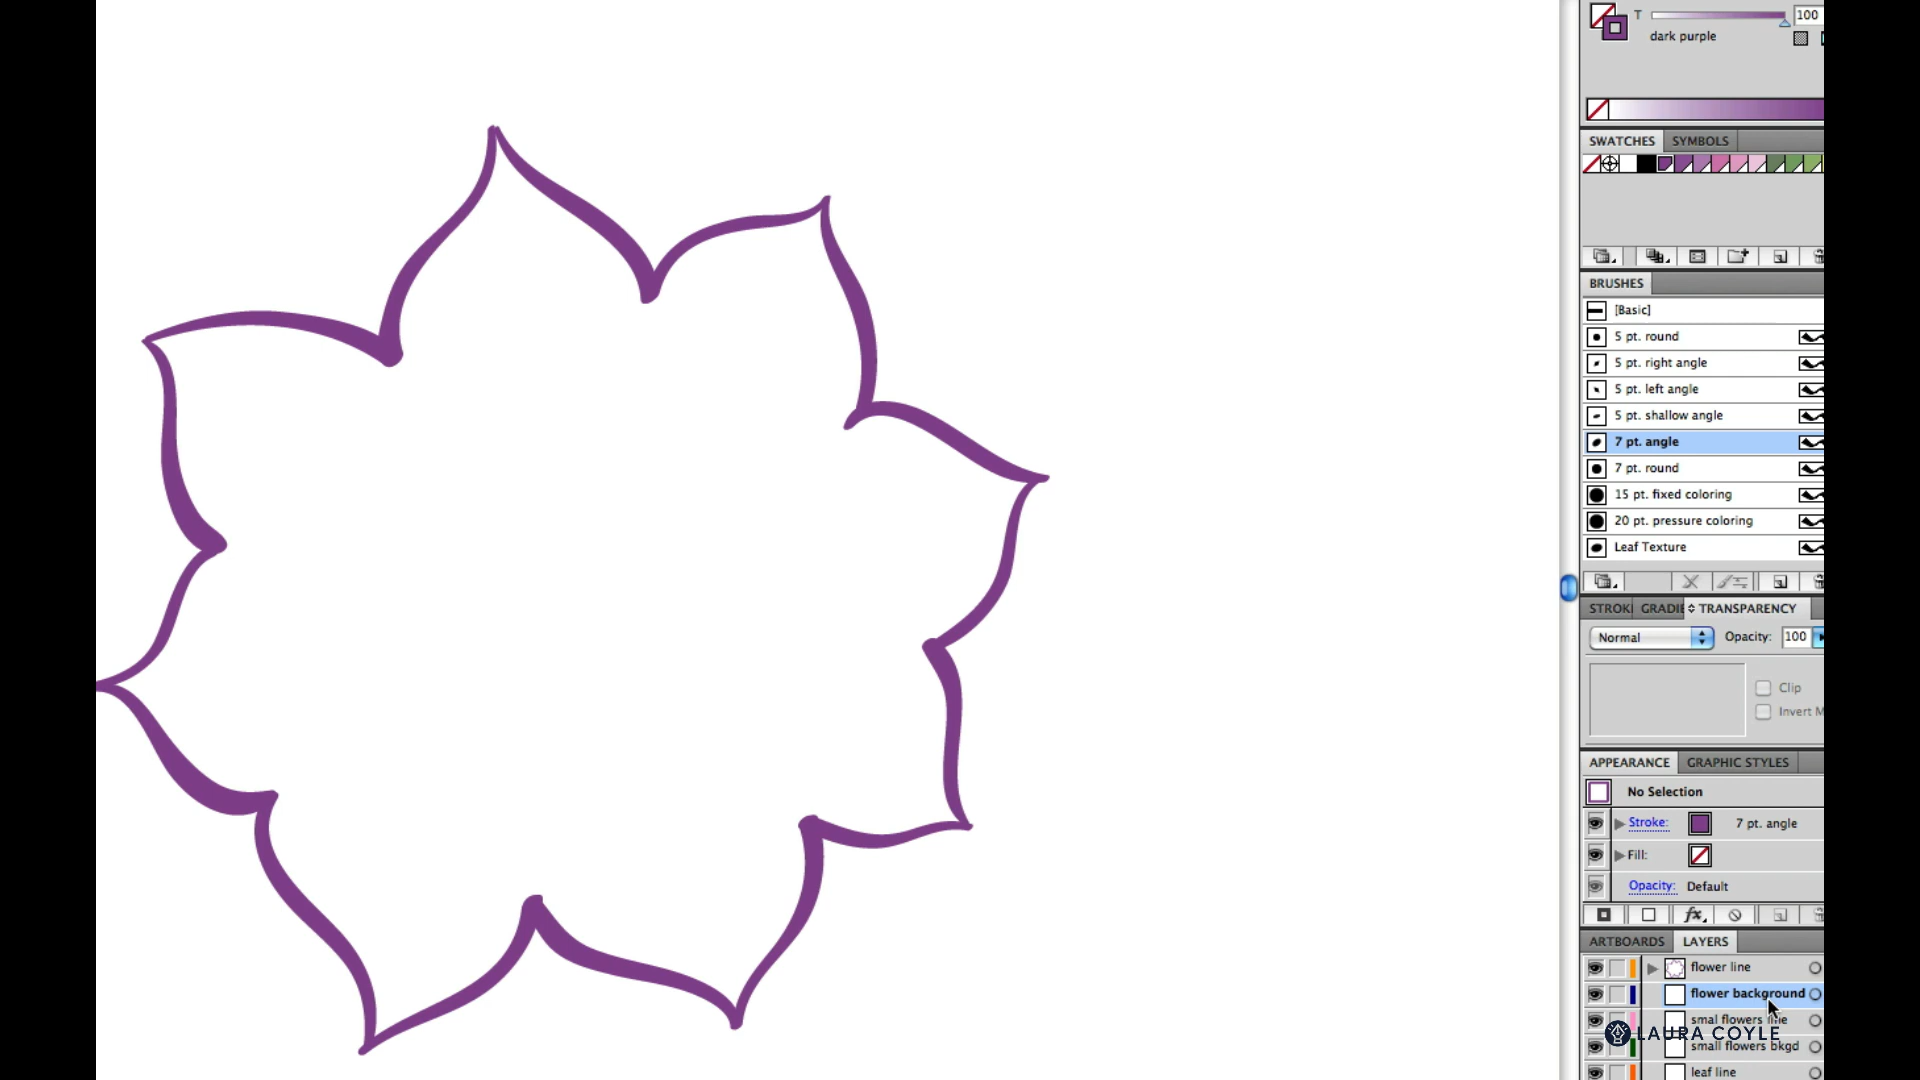 T
100
dark purple
SWATCHES SYMBOLS
BRUSHES
[Basic]
5 pt. round
5 pt. right angle
5 pt. left angle
5 pt. shallow angle
7 pt. angle
7 pt. round
15 pt. fixed coloring
20 pt. pressure coloring
Leaf Texture
STROK GRADIE TRANSPARENCY
Normal Opacity: 100
Clip
Invert M
APPEARANCE GRAPHIC STYLES
No Selection
Stroke: 7 pt. angle
Fill:
Opacity: Default
fx
ARTBOARDS LAYERS
flower line
flower background
smal flowers line
LAURA COYLE
small flowers bkgd
leaf line